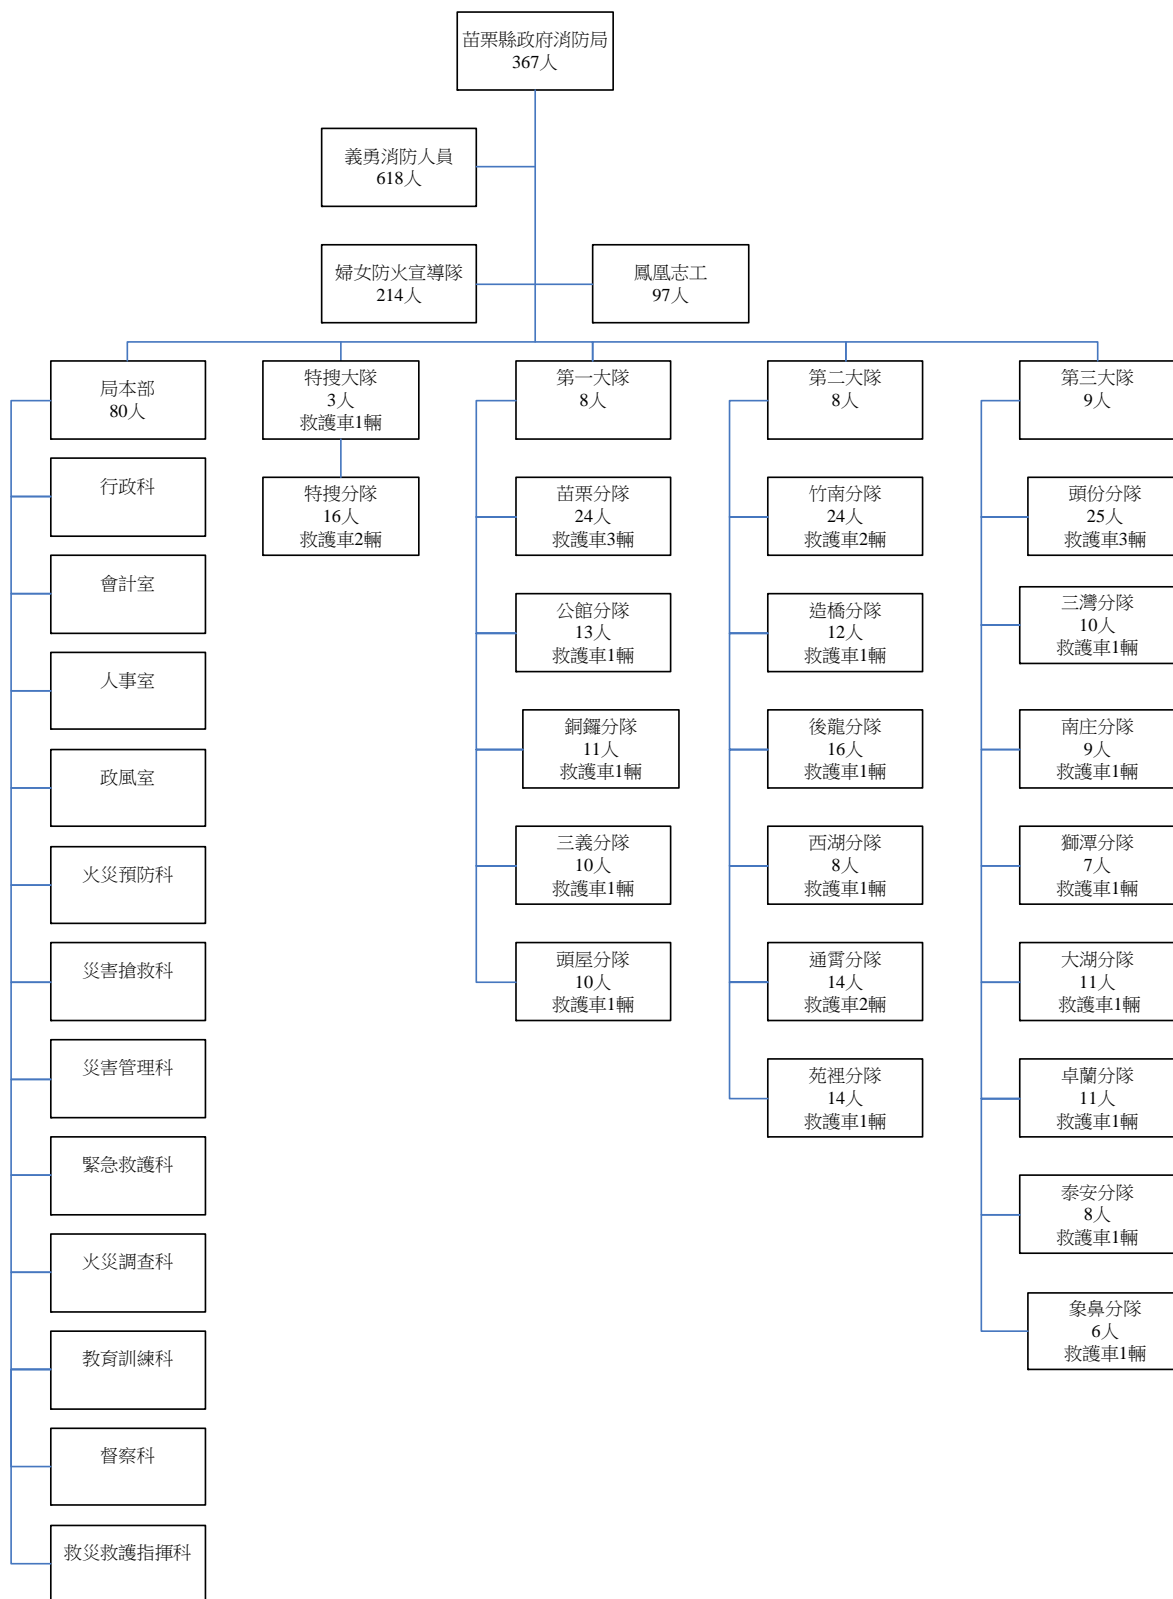 苗栗縣政府消防局
367人
義勇消防人員
618人
婦女防火宣導隊
214人
鳳凰志工
97人
局本部
80人
行政科
會計室
人事室
政風室
火災預防科
災害搶救科
災害管理科
緊急救護科
火災調查科
教育訓練科
督察科
救災救護指揮科
特搜大隊
3人
救護車1輛
特搜分隊
16人
救護車2輛
第一大隊
8人
苗栗分隊
24人
救護車3輛
公館分隊
13人
救護車1輛
銅鑼分隊
11人
救護車1輛
三義分隊
10人
救護車1輛
頭屋分隊
10人
救護車1輛
第二大隊
8人
竹南分隊
24人
救護車2輛
造橋分隊
12人
救護車1輛
後龍分隊
16人
救護車1輛
西湖分隊
8人
救護車1輛
通霄分隊
14人
救護車2輛
苑裡分隊
14人
救護車1輛
第三大隊
9人
頭份分隊
25人
救護車3輛
三灣分隊
10人
救護車1輛
南庄分隊
9人
救護車1輛
獅潭分隊
7人
救護車1輛
大湖分隊
11人
救護車1輛
卓蘭分隊
11人
救護車1輛
泰安分隊
8人
救護車1輛
象鼻分隊
6人
救護車1輛